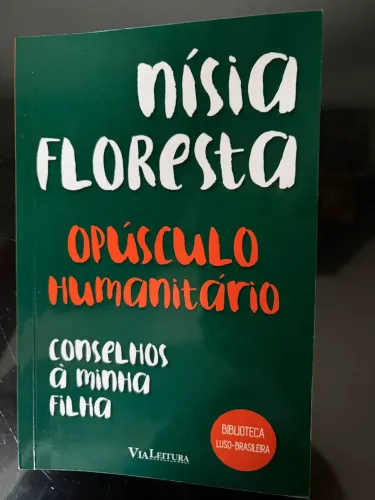 nísia
FLOResta
OPÚSCULO
Humanitário
conselhos
à minha
filha
BIBLIOTECA
LUSO-BRASILEIRA
VIALEITURA